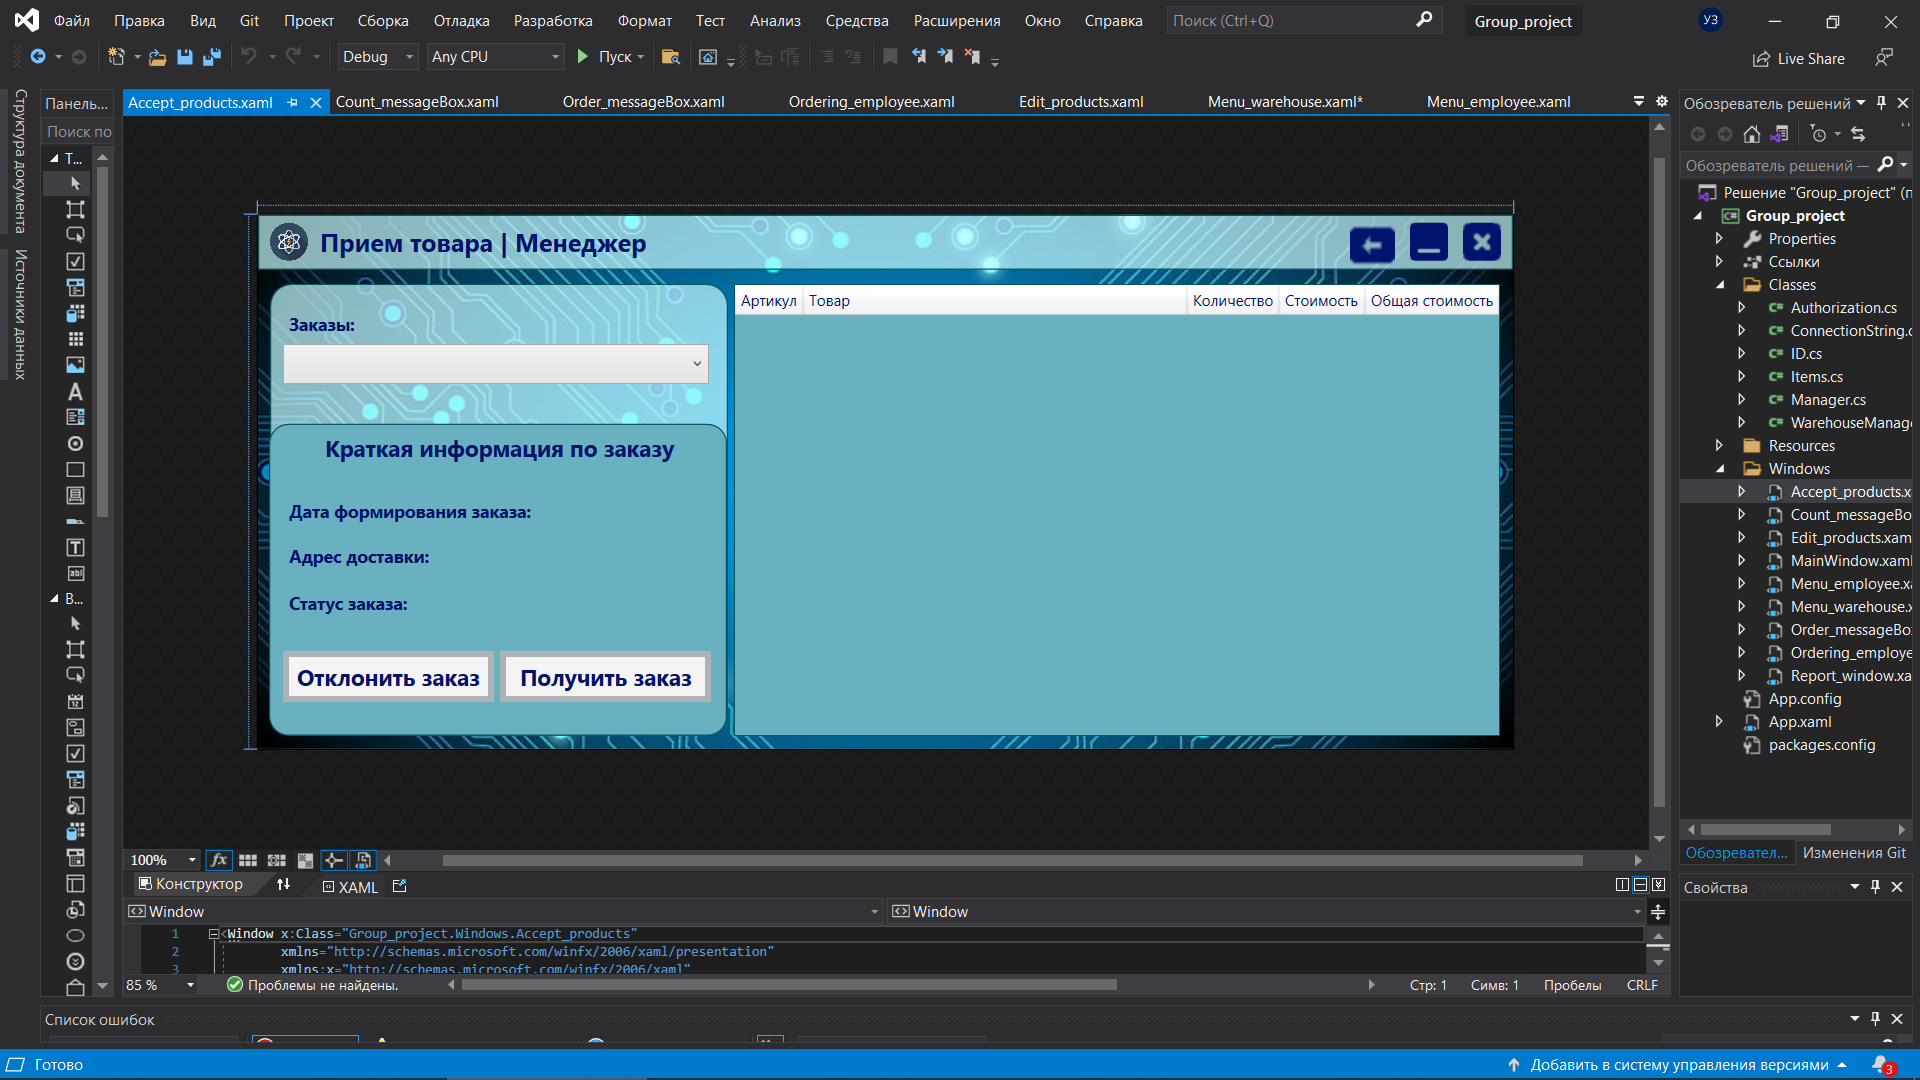 Файл Правка Вид Git Проект Сборка Отладка Разработка Формат Тест Анализ Средства Расширения Окно Справка Поиск (Ctrl+Q) Group_project УЗ
Debug Any CPU Пуск Live Share
Структура документа
Источники данных
Панель...
Поиск по
Т...
В...
Accept_products.xaml Count_messageBox.xaml Order_messageBox.xaml Ordering_employee.xaml Edit_products.xaml Menu_warehouse.xaml* Menu_employee.xaml
Прием товара | Менеджер
Заказы:
Краткая информация по заказу
Дата формирования заказа:
Адрес доставки:
Статус заказа:
Отклонить заказ Получить заказ
Артикул Товар Количество Стоимость Общая стоимость
100% fx
Конструктор XAML
Window Window
1 <Window x:Class="Group_project.Windows.Accept_products"
2 xmlns="http://schemas.microsoft.com/winfx/2006/xaml/presentation"
3 xmlns:x="http://schemas.microsoft.com/winfx/2006/xaml"
85 % Проблемы не найдены. Стр: 1 Симв: 1 Пробелы CRLF
Обозреватель решений
Обозреватель решений —
Решение "Group_project" (п
Group_project
Properties
Ссылки
Classes
C# Authorization.cs
C# ConnectionString.c
C# ID.cs
C# Items.cs
C# Manager.cs
C# WarehouseManag
Resources
Windows
Accept_products.x
Count_messageBo
Edit_products.xam
MainWindow.xaml
Menu_employee.xa
Menu_warehouse.x
Order_messageBo
Ordering_employe
Report_window.xa
App.config
App.xaml
packages.config
Обозревател... Изменения Git
Свойства
Список ошибок
Готово Добавить в систему управления версиями 3